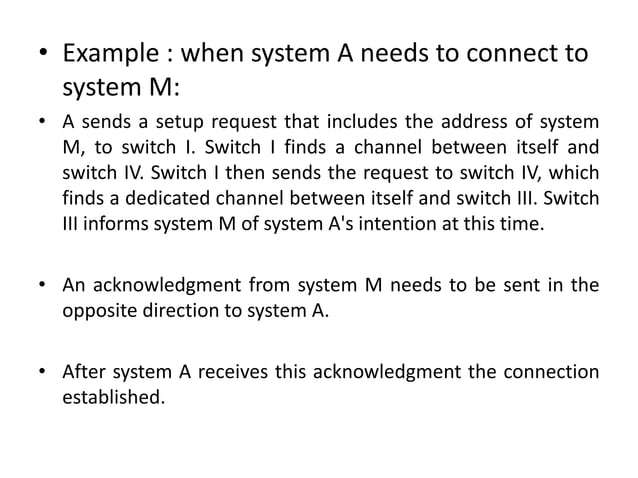 • Example : when system A needs to connect to
system M:
• A sends a setup request that includes the address of system
M, to switch I. Switch I finds a channel between itself and
switch IV. Switch I then sends the request to switch IV, which
finds a dedicated channel between itself and switch III. Switch
III informs system M of system A's intention at this time.
• An acknowledgment from system M needs to be sent in the
opposite direction to system A.
• After system A receives this acknowledgment the connection
established.